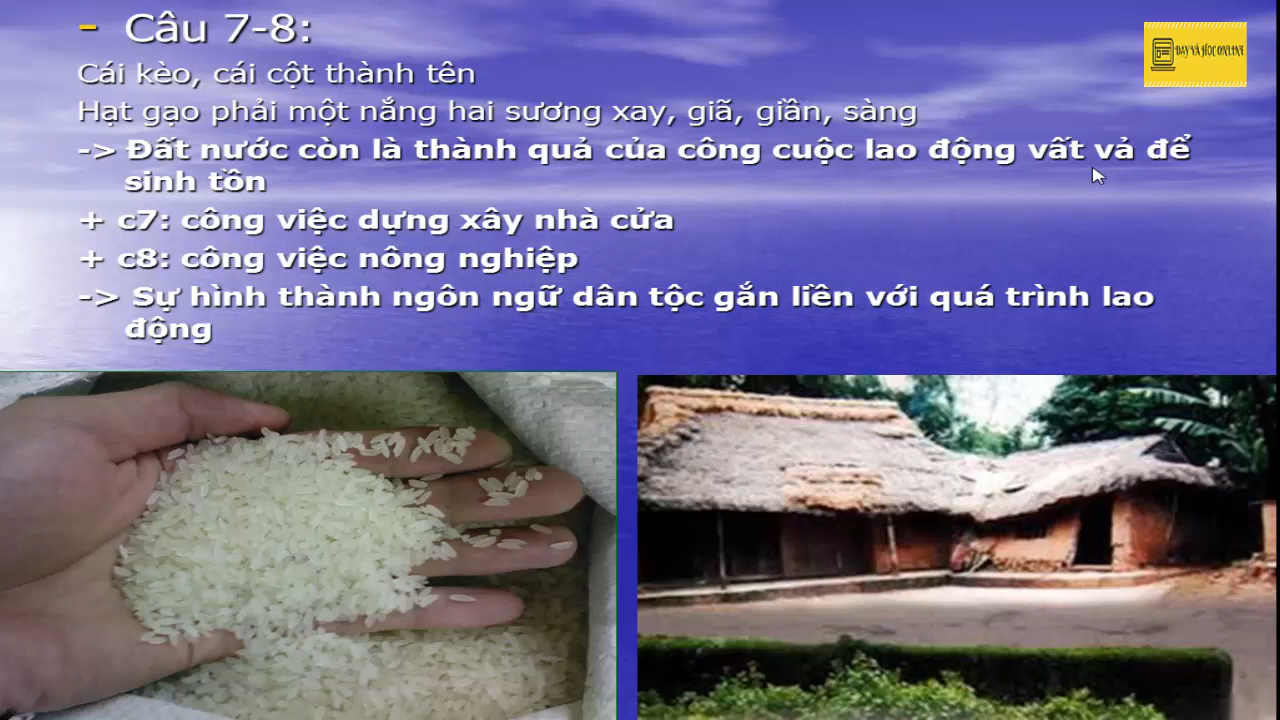 - Câu 7-8:
Cái kèo, cái cột thành tên
Hạt gạo phải một nắng hai sương xay, giã, giần, sàng
-> Đất nước còn là thành quả của công cuộc lao động vất vả để
sinh tồn
+ c7: công việc dựng xây nhà cửa
+ c8: công việc nông nghiệp
-> Sự hình thành ngôn ngữ dân tộc gắn liền với quá trình lao
động
DẠY VÀ HỌC ONLINE